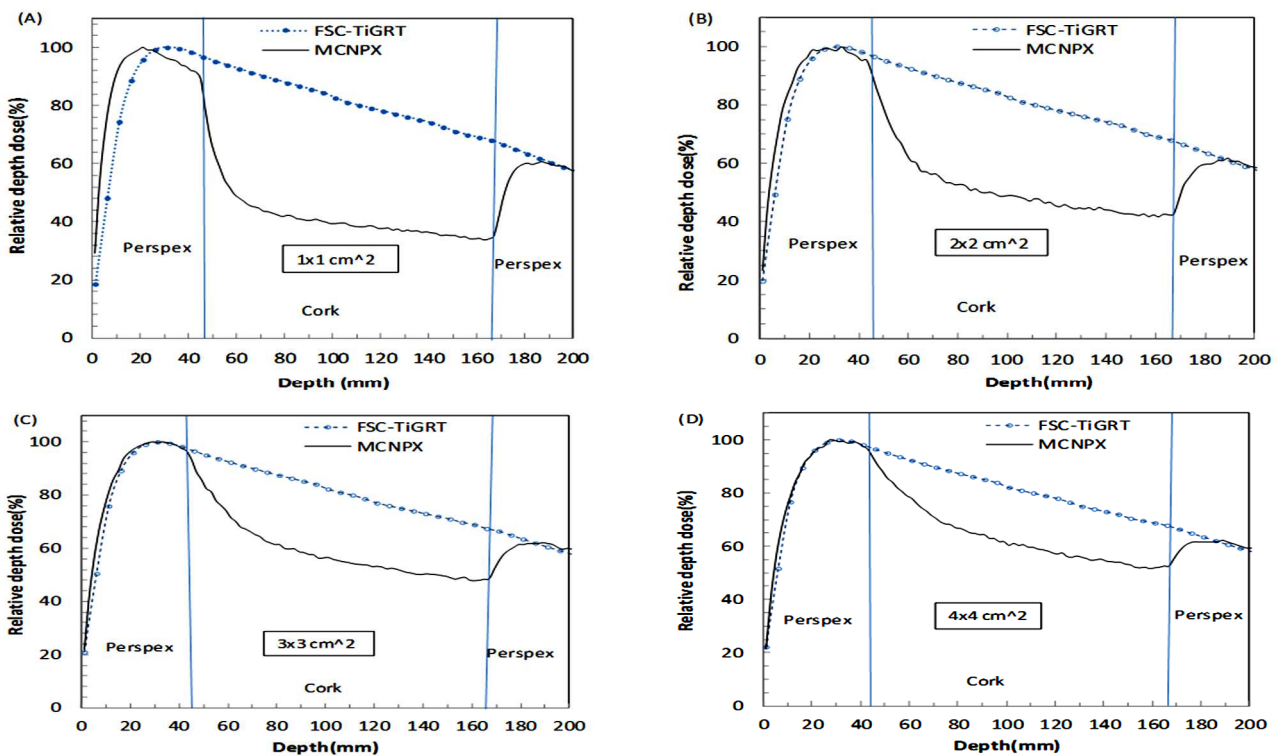 (A)
FSC-TiGRT
MCNPX
Relative depth dose(%)
100
80
60
40
20
0
Perspex
1x1 cm^2
Perspex
Cork
0 20 40 60 80 100 120 140 160 180 200
Depth (mm)
(B)
FSC-TiGRT
MCNPX
Relative depth dose(%)
100
80
60
40
20
0
Perspex
2x2 cm^2
Perspex
Cork
0 20 40 60 80 100 120 140 160 180 200
Depth(mm)
(C)
FSC-TiGRT
MCNPX
Relative depth dose(%)
100
80
60
40
20
0
Perspex
3x3 cm^2
Perspex
Cork
0 20 40 60 80 100 120 140 160 180 200
Depth(mm)
(D)
FSC-TiGRT
MCNPX
Relative depth dose(%)
100
80
60
40
20
0
Perspex
4x4 cm^2
Perspex
Cork
0 20 40 60 80 100 120 140 160 180 200
Depth(mm)